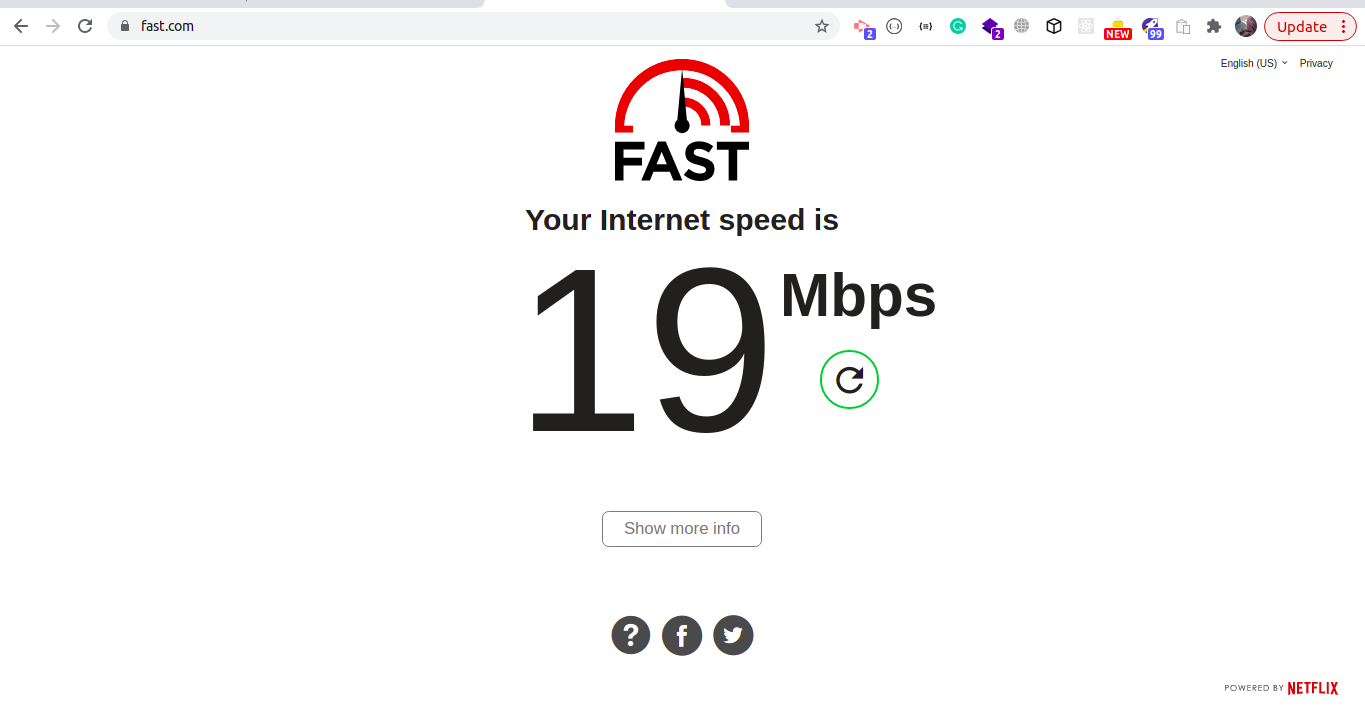 fast.com
2
2
NEW
99
Update
English (US)
Privacy
FAST
Your Internet speed is
19 Mbps
Show more info
POWERED BY NETFLIX